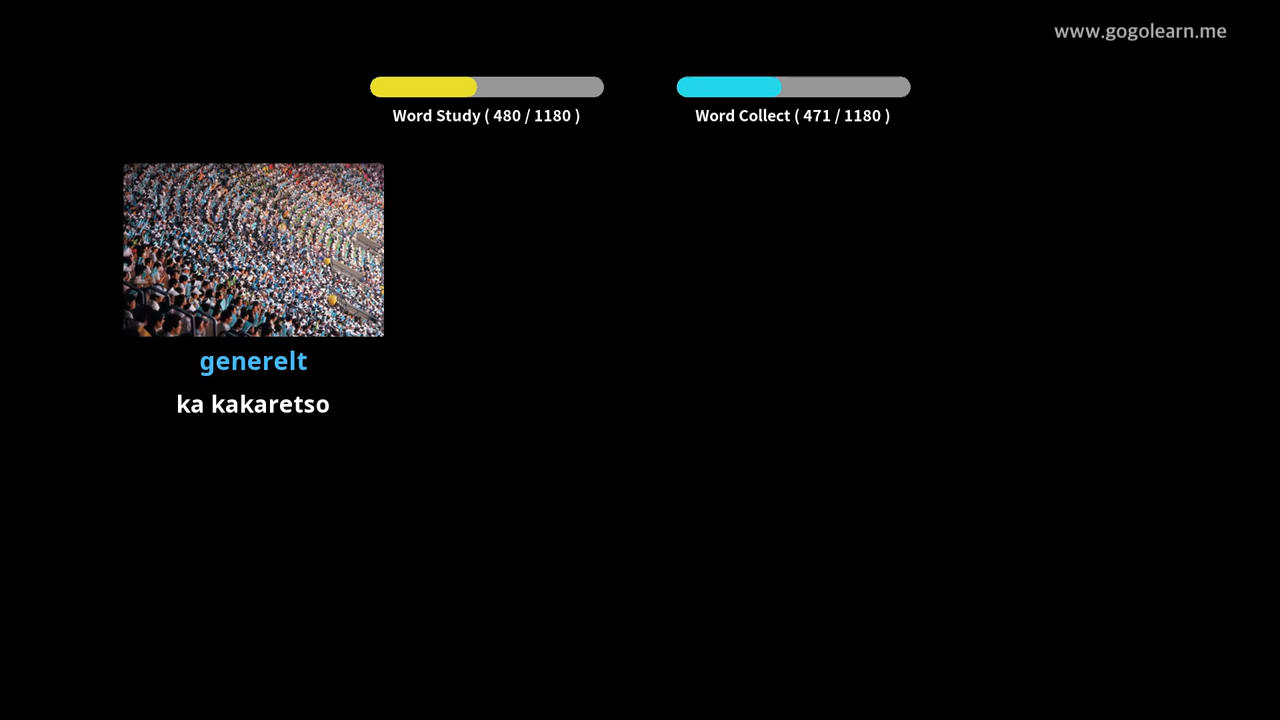 www.gogolearn.me
Word Study ( 480 / 1180 )
Word Collect ( 471 / 1180 )
generelt
ka kakaretso